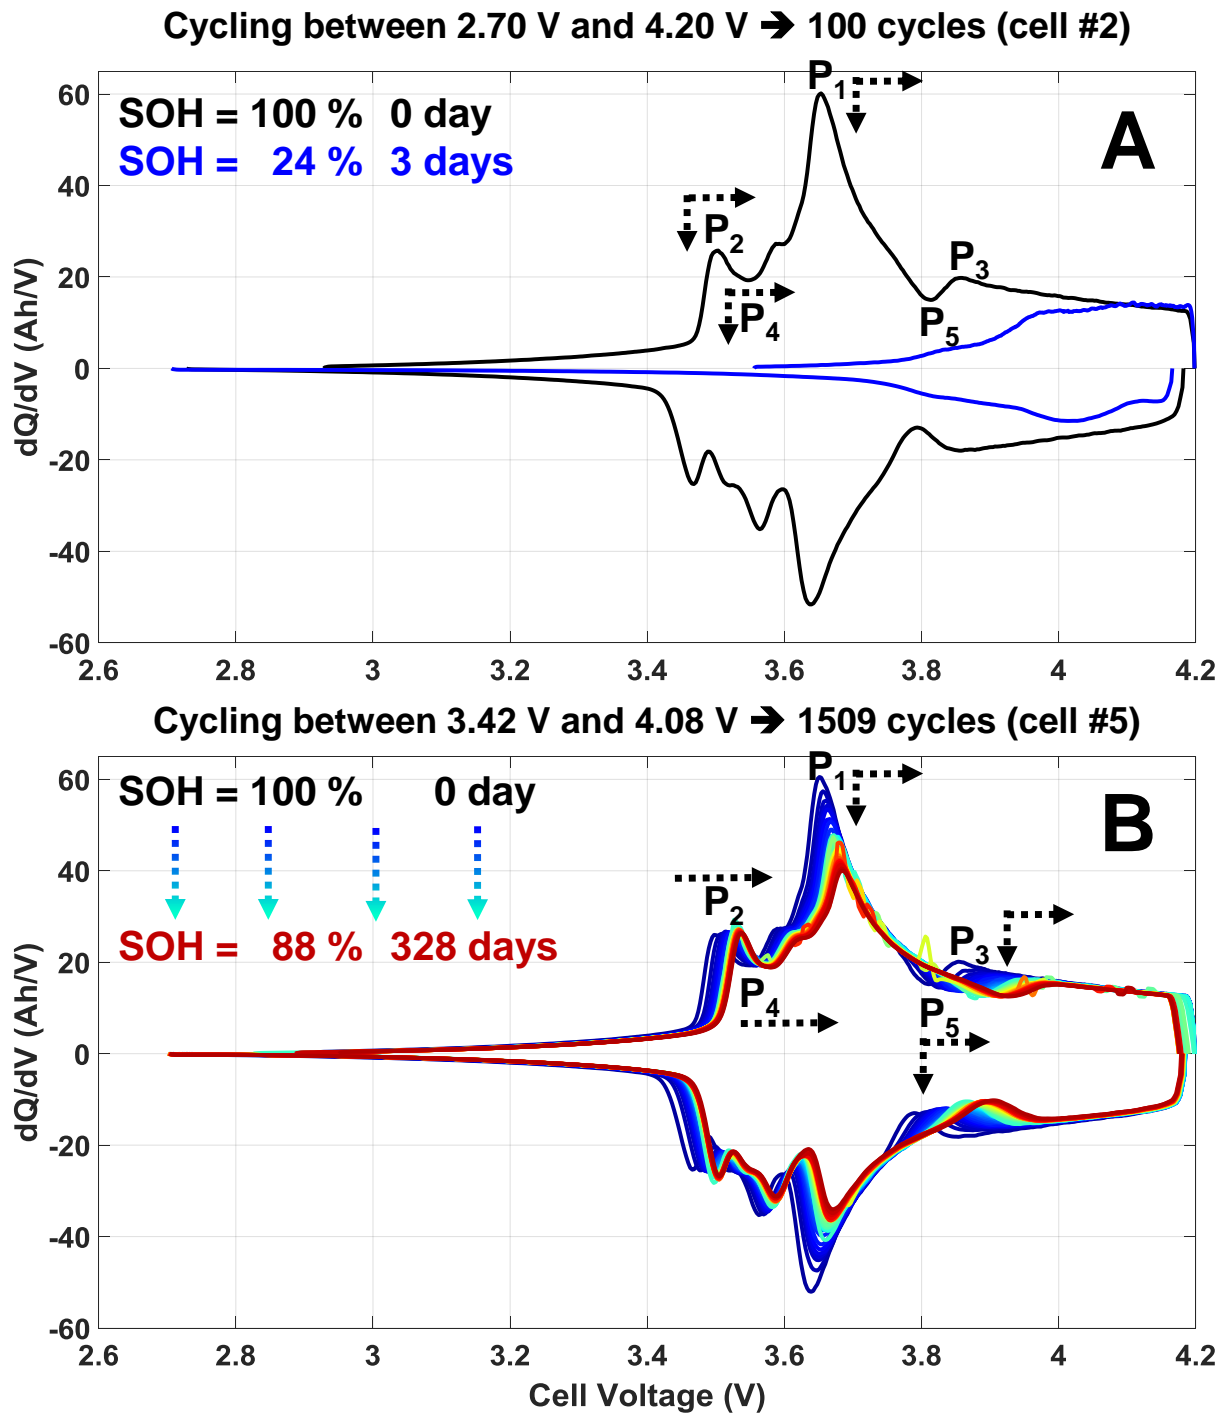 Cycling between 2.70 V and 4.20 V ➔ 100 cycles (cell #2)
SOH = 100 % 0 day
SOH = 24 % 3 days
A
P1
P2
P3
P4
P5
dQ/dV (Ah/V)
60
40
20
0
-20
-40
-60
2.6 2.8 3 3.2 3.4 3.6 3.8 4 4.2
Cycling between 3.42 V and 4.08 V ➔ 1509 cycles (cell #5)
SOH = 100 % 0 day
SOH = 88 % 328 days
B
P1
P2
P3
P4
P5
dQ/dV (Ah/V)
60
40
20
0
-20
-40
-60
2.6 2.8 3 3.2 3.4 3.6 3.8 4 4.2
Cell Voltage (V)